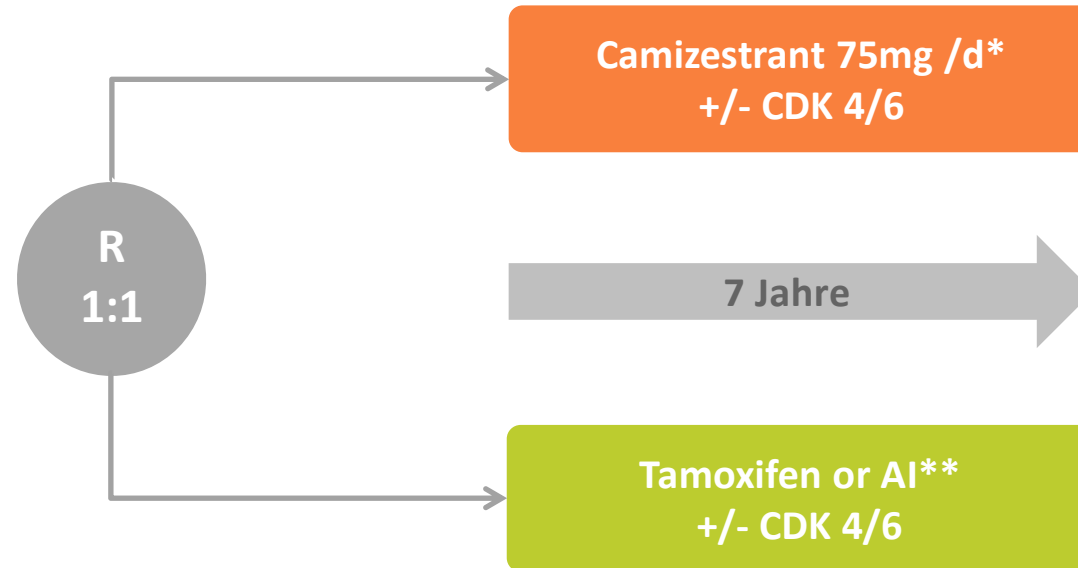 Camizestrant 75mg /d*
+/- CDK 4/6
R
1:1
7 Jahre
Tamoxifen or AI**
+/- CDK 4/6